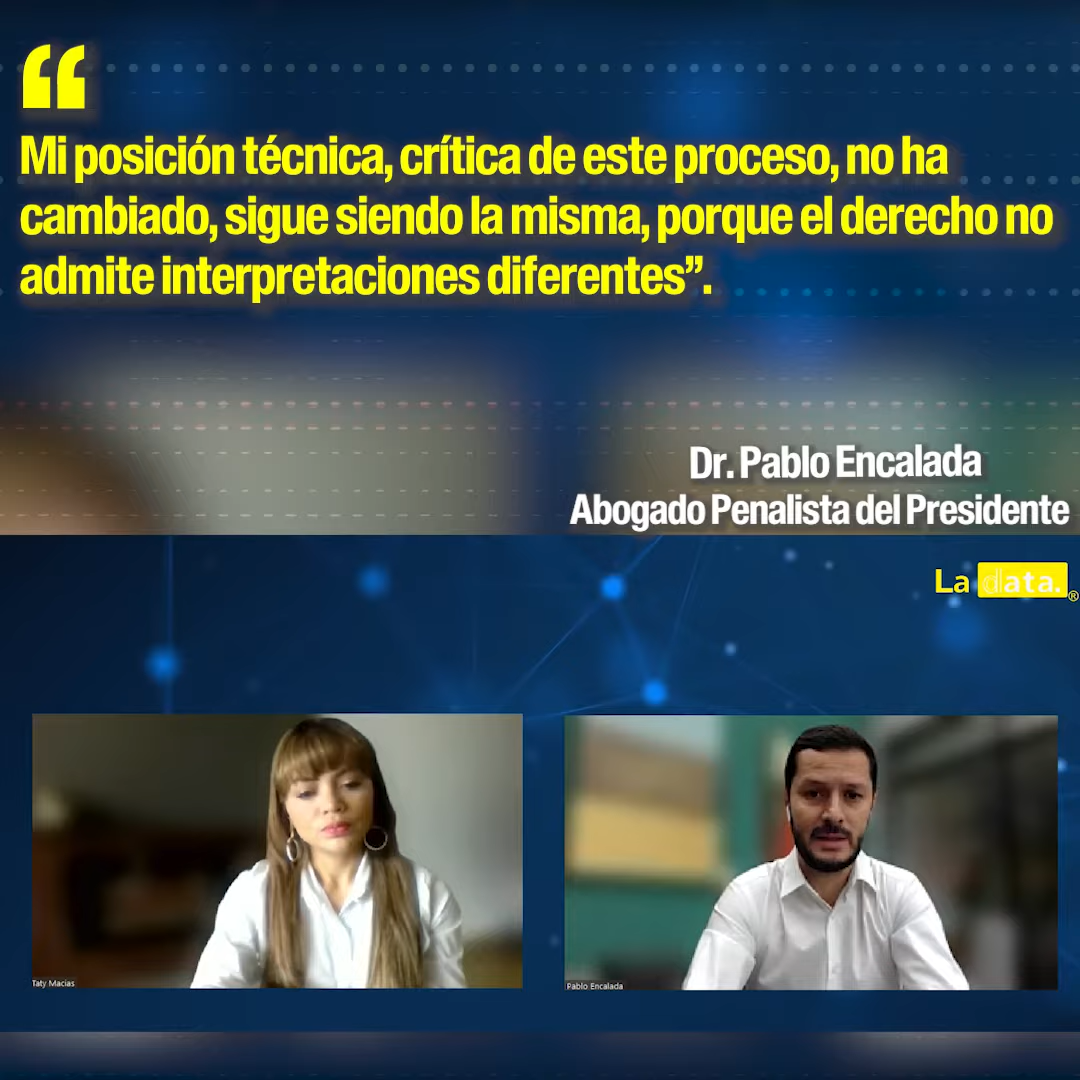 “
Mi posición técnica, crítica de este proceso, no ha
cambiado, sigue siendo la misma, porque el derecho no
admite interpretaciones diferentes”.
Dr. Pablo Encalada
Abogado Penalista del Presidente
La data.®
Taty Macias
Pablo Encalada